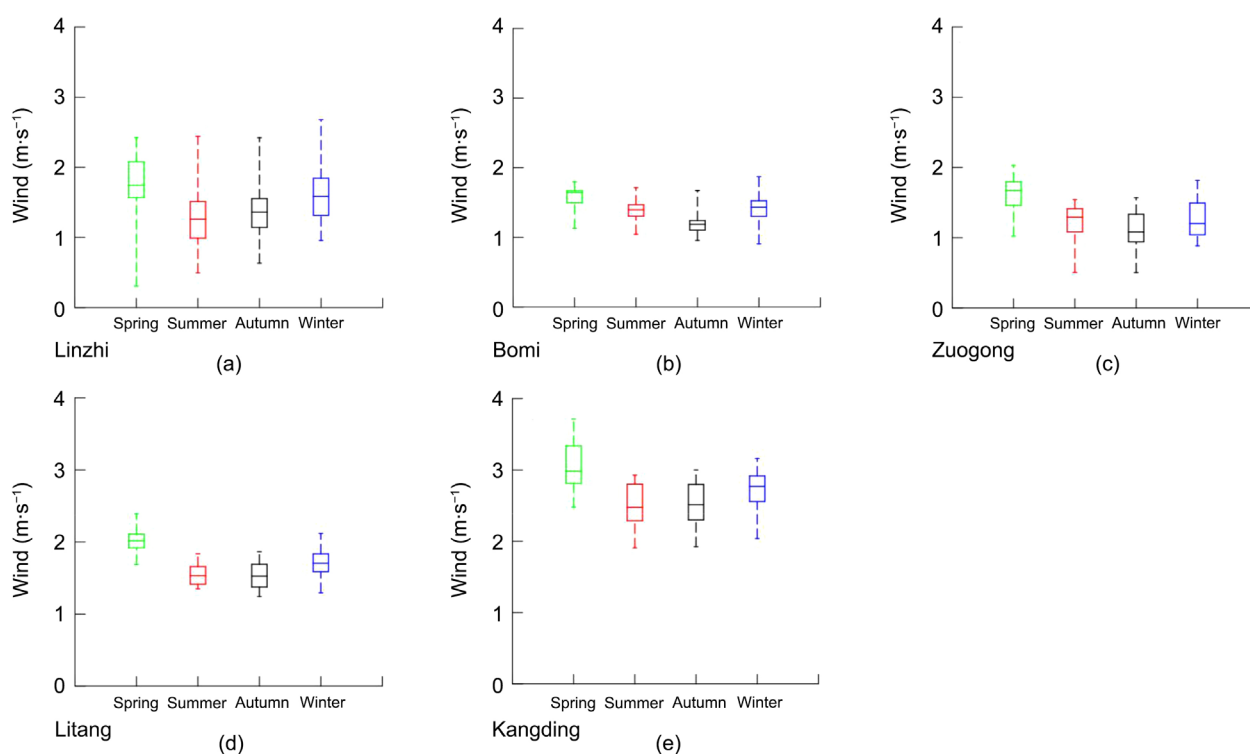 4
3
2
1
0
Wind (m·s⁻¹)
Spring Summer Autumn Winter
Linzhi
(a)
4
3
2
1
0
Wind (m·s⁻¹)
Spring Summer Autumn Winter
Bomi
(b)
4
3
2
1
0
Wind (m·s⁻¹)
Spring Summer Autumn Winter
Zuogong
(c)
4
3
2
1
0
Wind (m·s⁻¹)
Spring Summer Autumn Winter
Litang
(d)
4
3
2
1
0
Wind (m·s⁻¹)
Spring Summer Autumn Winter
Kangding
(e)